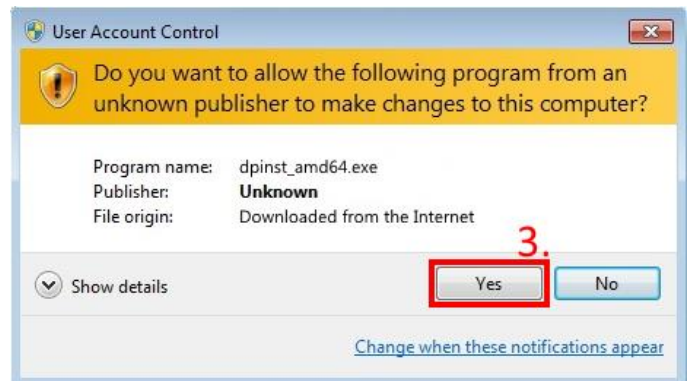 User Account Control
Do you want to allow the following program from an
unknown publisher to make changes to this computer?
Program name: dpinst_amd64.exe
Publisher: Unknown
File origin: Downloaded from the Internet
3.
Show details Yes No
Change when these notifications appear